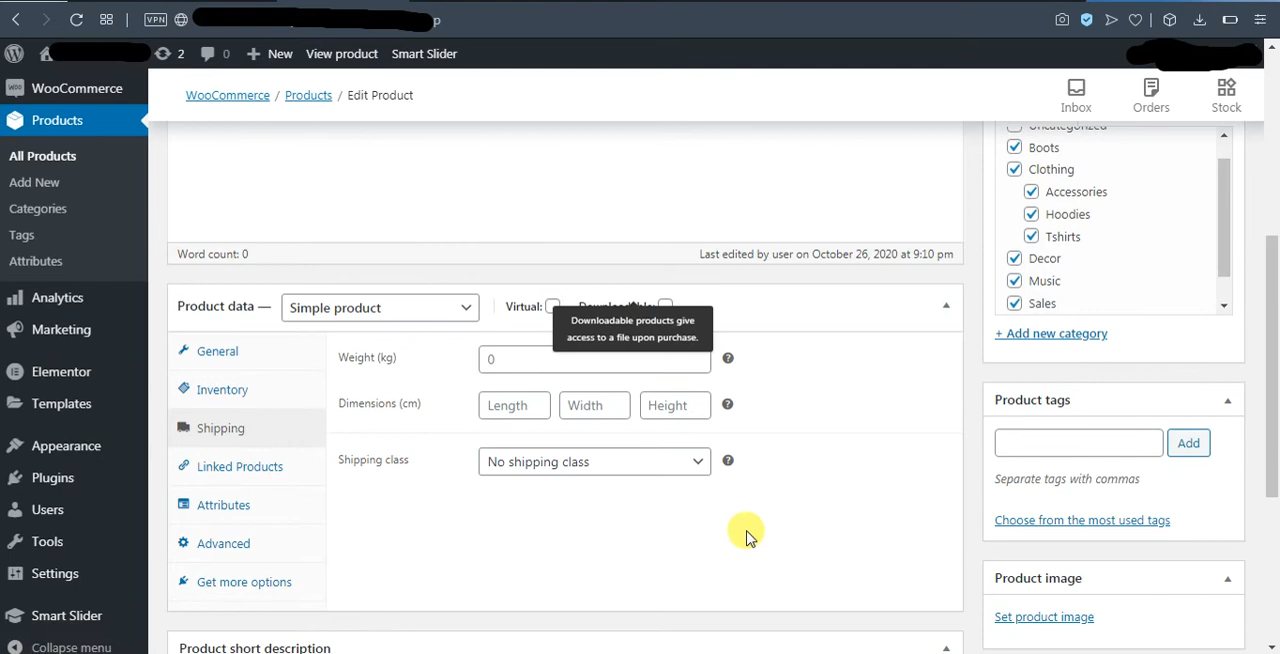 VPN
p
2
0
New
View product
Smart Slider
WooCommerce
Products
All Products
Add New
Categories
Tags
Attributes
Analytics
Marketing
Elementor
Templates
Appearance
Plugins
Users
Tools
Settings
Smart Slider
Collapse menu
WooCommerce / Products / Edit Product
Inbox
Orders
Stock
Word count: 0
Last edited by user on October 26, 2020 at 9:10 pm
Product data —
Simple product
Virtual:
Downloadable:
Downloadable products give
access to a file upon purchase.
General
Inventory
Shipping
Linked Products
Attributes
Advanced
Get more options
Weight (kg)
0
Dimensions (cm)
Length
Width
Height
Shipping class
No shipping class
Product short description
Uncategorized
Boots
Clothing
Accessories
Hoodies
Tshirts
Decor
Music
Sales
+ Add new category
Product tags
Add
Separate tags with commas
Choose from the most used tags
Product image
Set product image